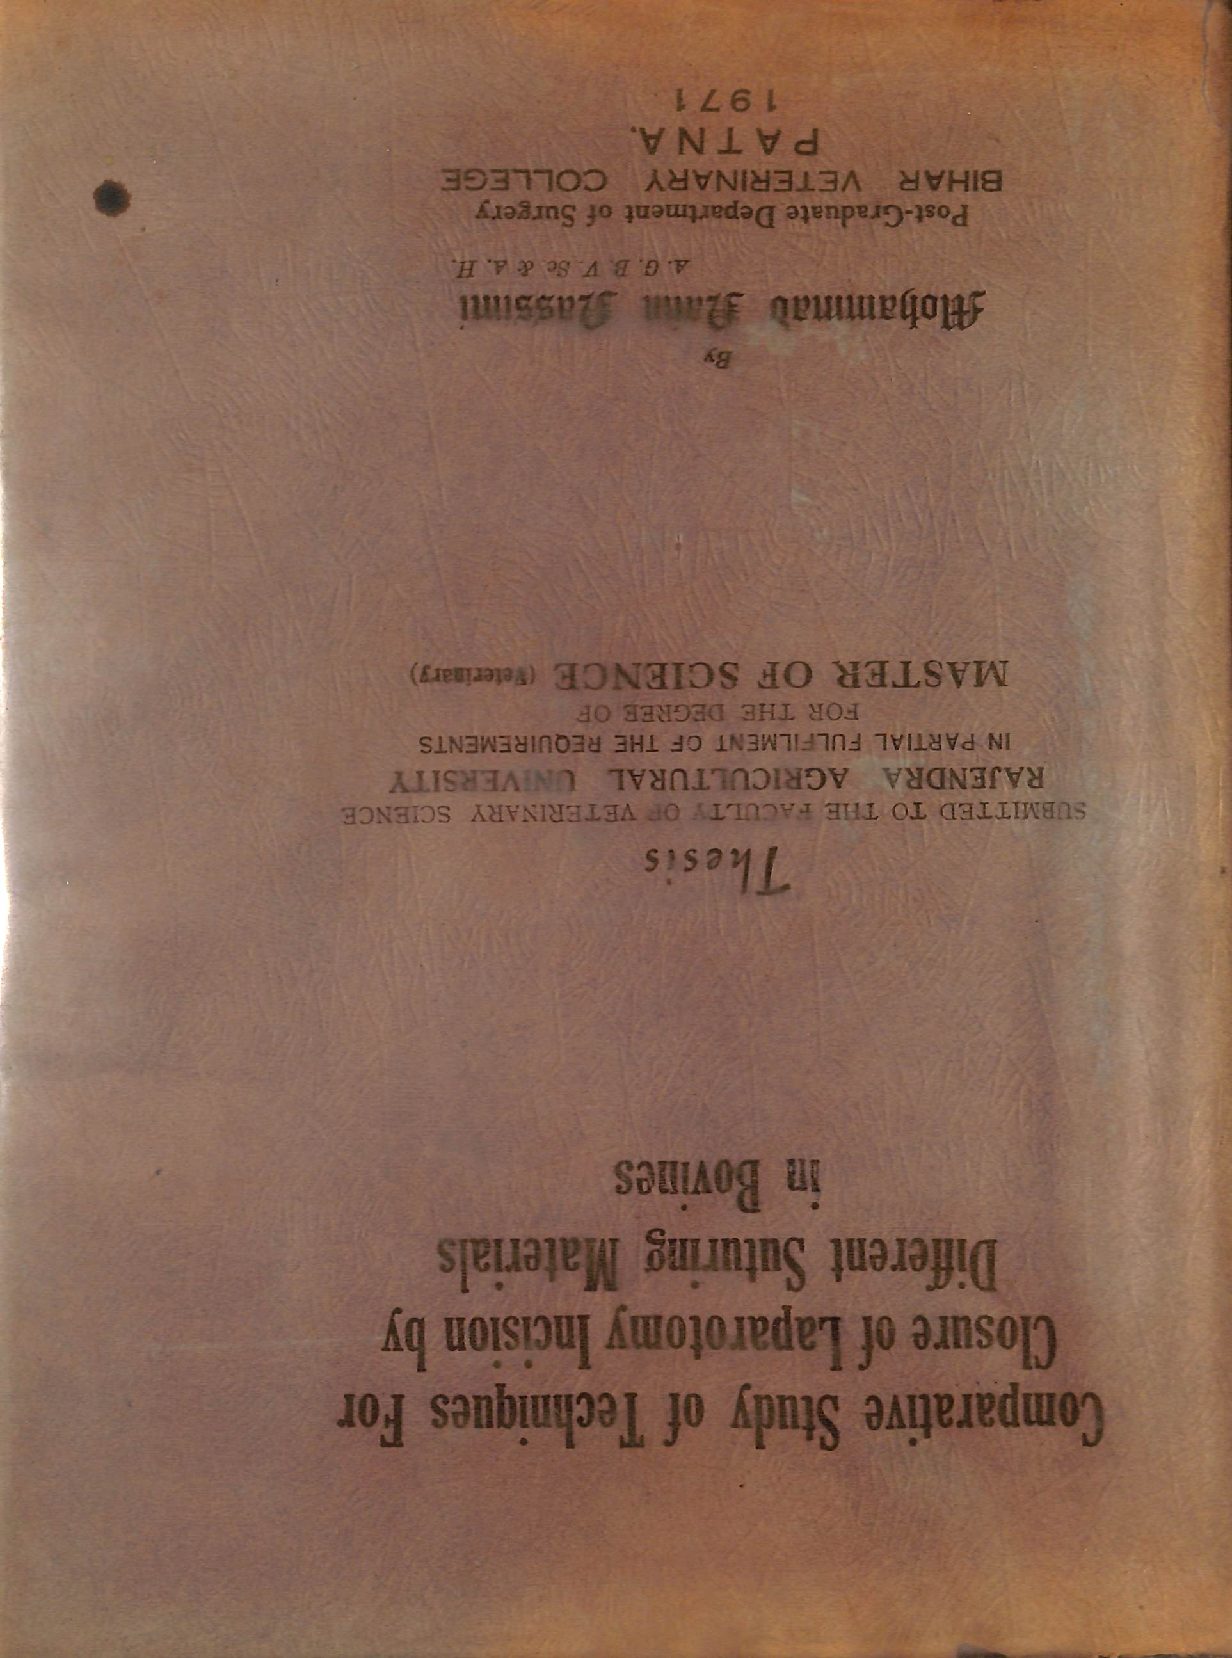 Comparative Study of Techniques For
Closure of Laparotomy Incision by
Different Suturing Materials
in Bovines
Thesis
SUBMITTED TO THE FACULTY OF VETERINARY SCIENCE
RAJENDRA AGRICULTURAL UNIVERSITY
IN PARTIAL FULFILMENT OF THE REQUIREMENTS
FOR THE DEGREE OF
MASTER OF SCIENCE (Veterinary)
By
Mohammad Naim Nassimi
A. G. B. V. Sc & A. H.
Post-Graduate Department of Surgery
BIHAR VETERINARY COLLEGE
PATNA.
1971